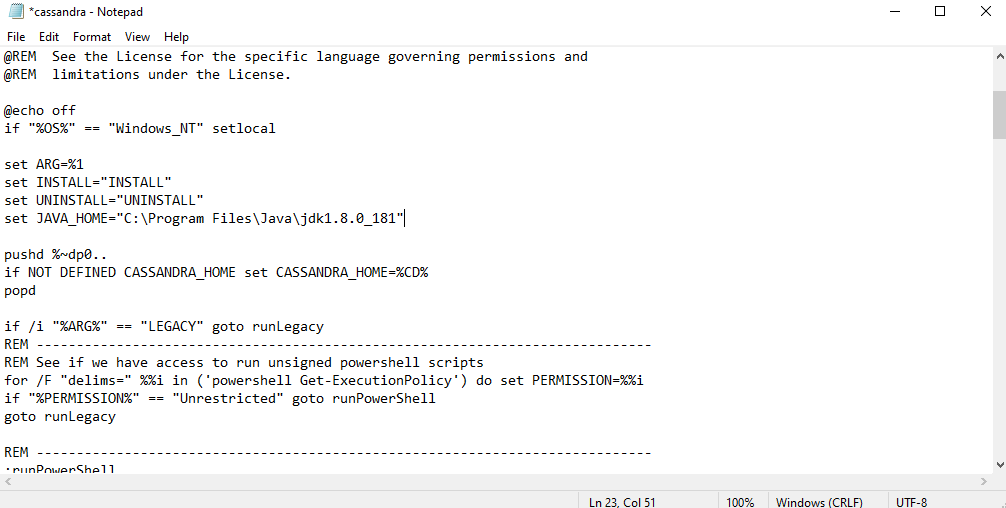 *cassandra - Notepad
File Edit Format View Help
@REM  See the License for the specific language governing permissions and
@REM  limitations under the License.
@echo off
if "%OS%" == "Windows_NT" setlocal
set ARG=%1
set INSTALL="INSTALL"
set UNINSTALL="UNINSTALL"
set JAVA_HOME="C:\Program Files\Java\jdk1.8.0_181"
pushd %~dp0..
if NOT DEFINED CASSANDRA_HOME set CASSANDRA_HOME=%CD%
popd
if /i "%ARG%" == "LEGACY" goto runLegacy
REM -----------------------------------------------------------------------------
REM See if we have access to run unsigned powershell scripts
for /F "delims=" %%i in ('powershell Get-ExecutionPolicy') do set PERMISSION=%%i
if "%PERMISSION%" == "Unrestricted" goto runPowerShell
goto runLegacy
REM -----------------------------------------------------------------------------
:runPowerShell
Ln 23, Col 51 100% Windows (CRLF) UTF-8